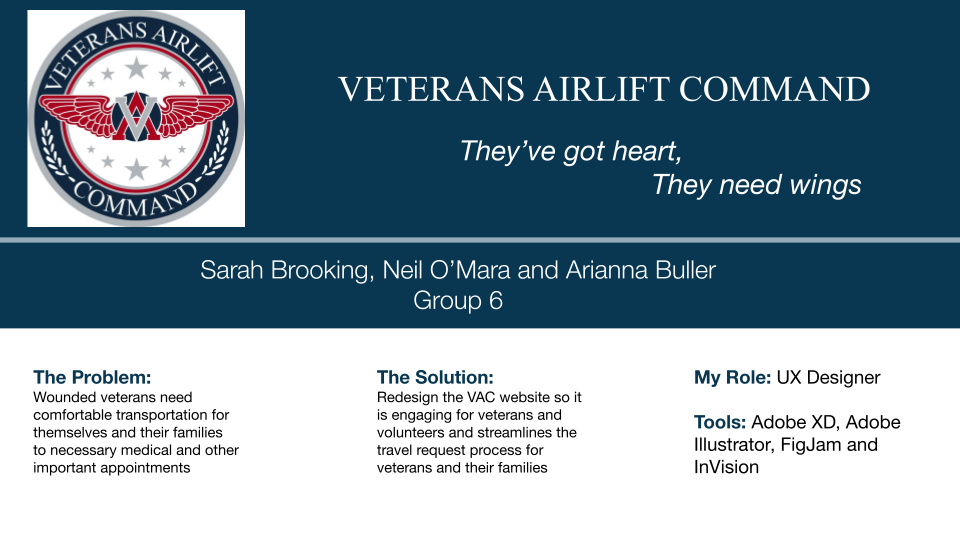 VETERANS AIRLIFT
COMMAND
VA
VETERANS AIRLIFT COMMAND
They’ve got heart,
They need wings
Sarah Brooking, Neil O’Mara and Arianna Buller
Group 6
The Problem:
Wounded veterans need
comfortable transportation for
themselves and their families
to necessary medical and other
important appointments
The Solution:
Redesign the VAC website so it
is engaging for veterans and
volunteers and streamlines the
travel request process for
veterans and their families
My Role: UX Designer
Tools: Adobe XD, Adobe
Illustrator, FigJam and
InVision